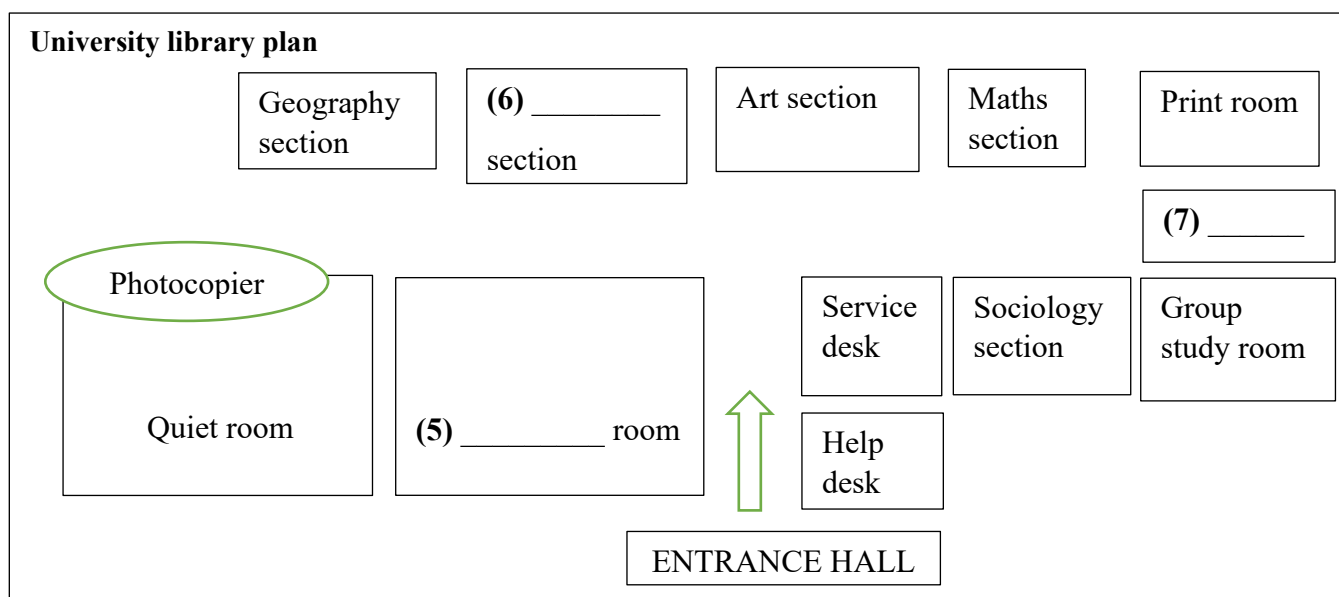 University library plan
Geography
section
(6) _________
section
Art section
Maths
section
Print room
(7) ______
Photocopier
Quiet room
(5) _________ room
Service
desk
Sociology
section
Group
study room
Help
desk
ENTRANCE HALL